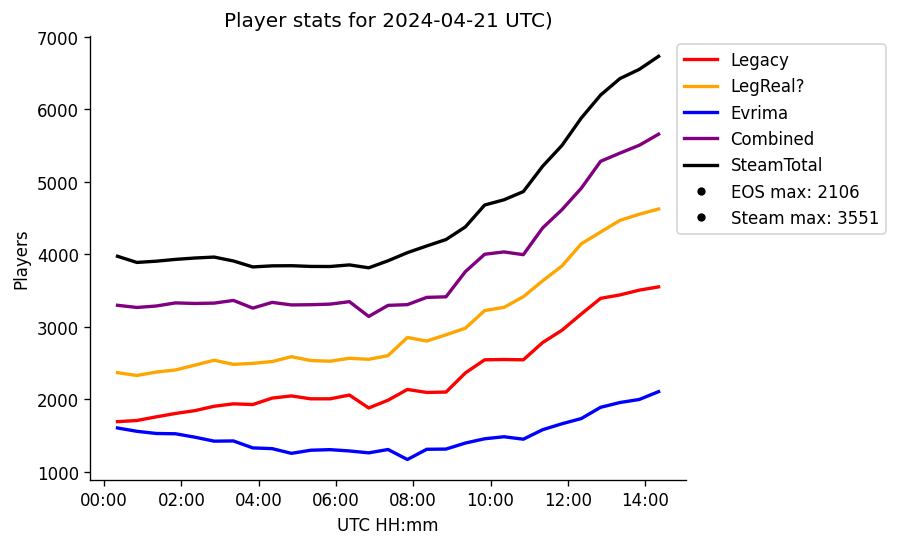 Player stats for 2024-04-21 UTC)
7000
6000
5000
4000
3000
2000
1000
Players
00:00 02:00 04:00 06:00 08:00 10:00 12:00 14:00
UTC HH:mm
Legacy
LegReal?
Evrima
Combined
SteamTotal
EOS max: 2106
Steam max: 3551